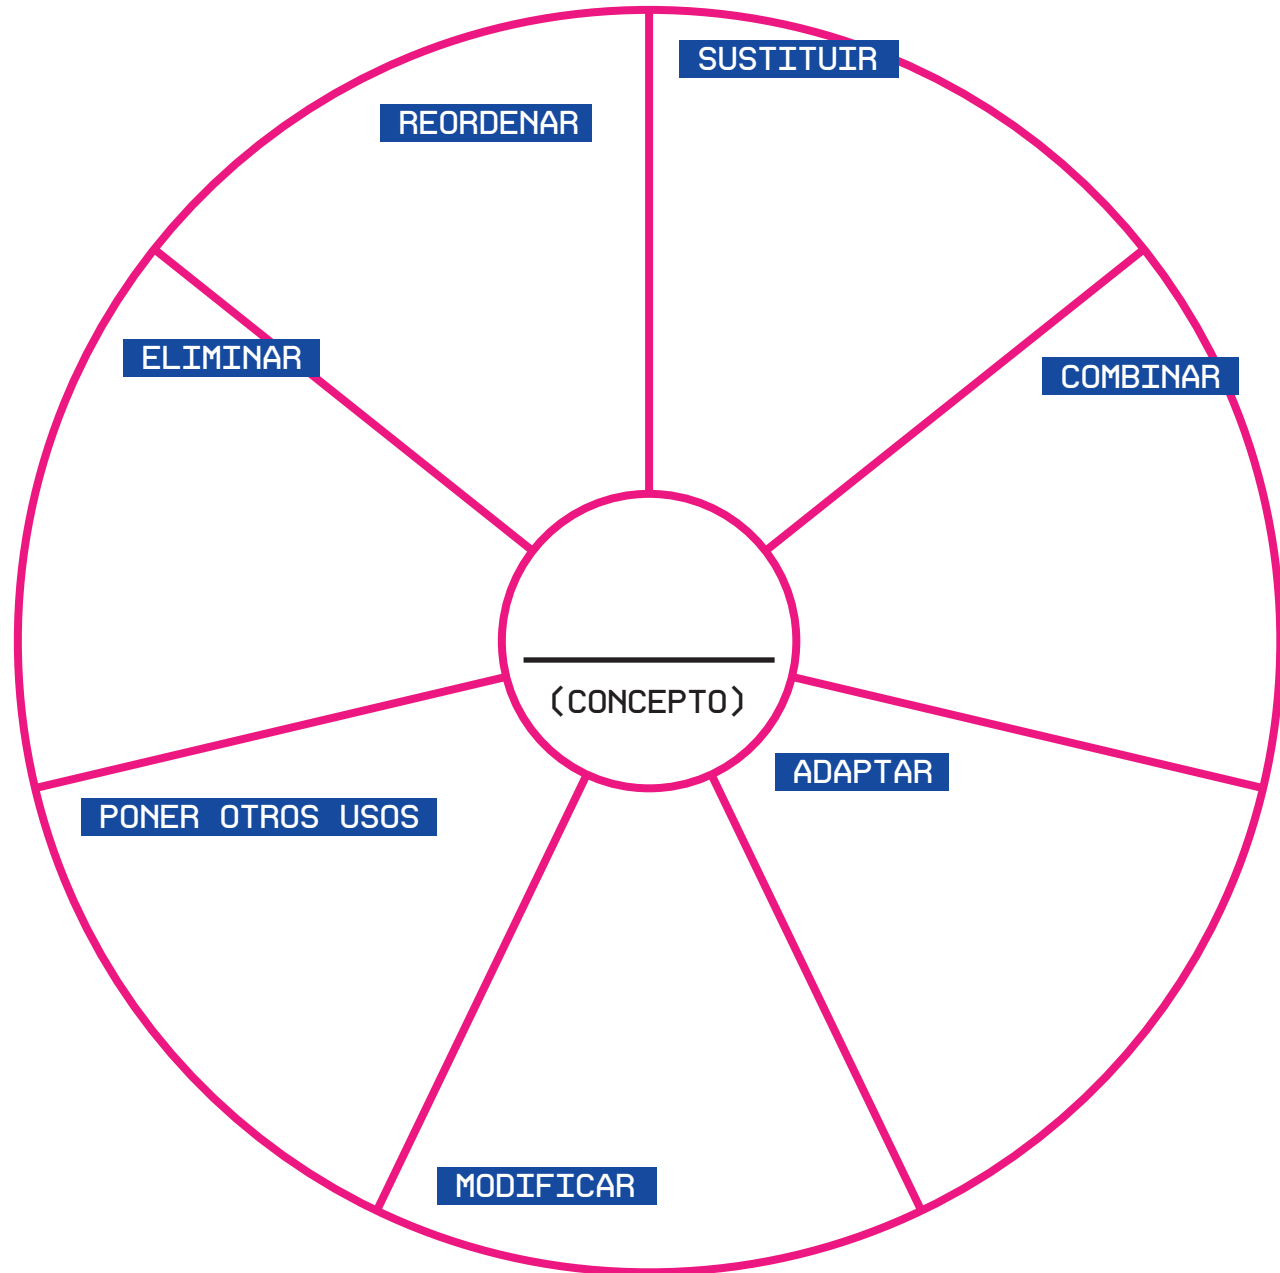 SUSTITUIR
REORDENAR
ELIMINAR
COMBINAR
(CONCEPTO)
ADAPTAR
PONER OTROS USOS
MODIFICAR